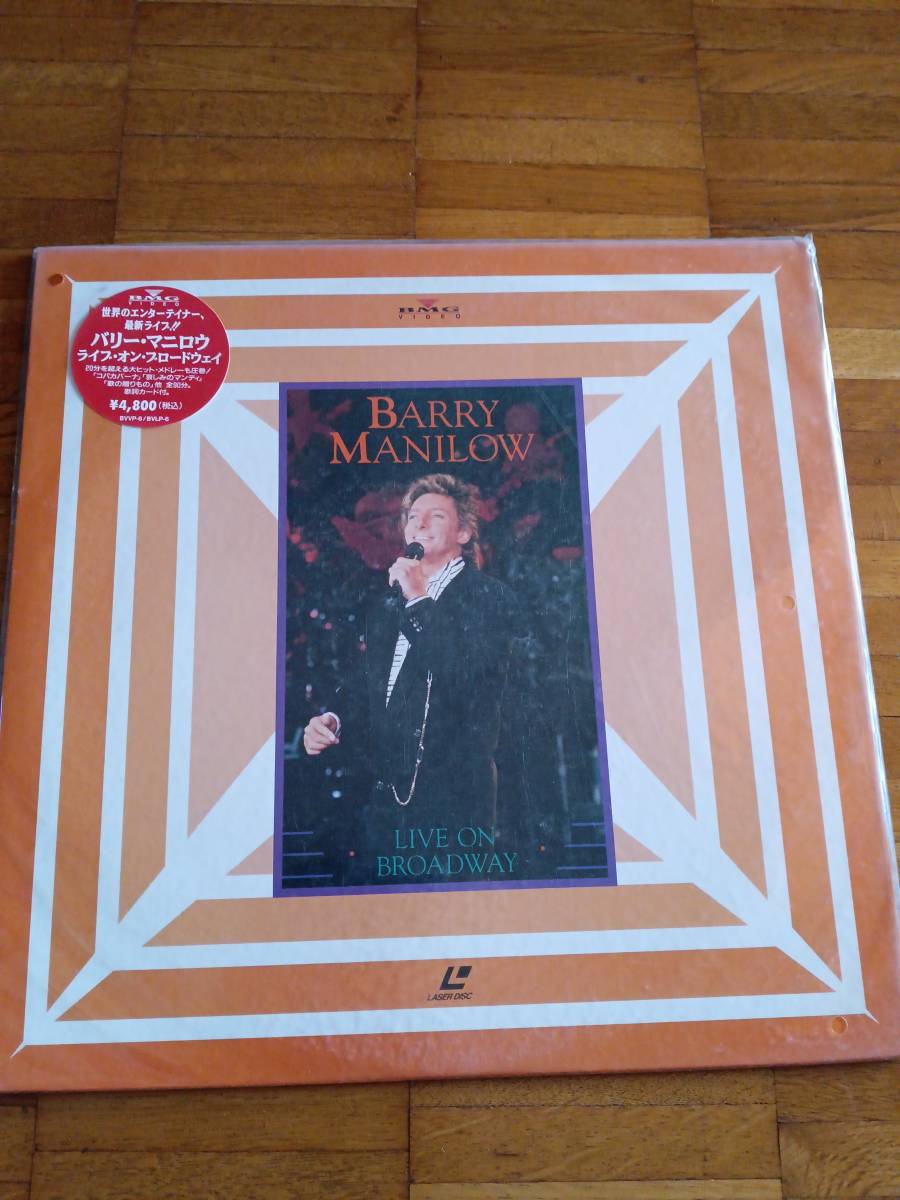 BMG
VIDEO
世界のエンターテイナー、
最新ライブ!!
バリー・マニロウ
ライブ・オン・ブロードウェイ
20分を超える大ヒット・メドレーも圧巻!
「コパカバーナ」「哀しみのマンディ」
「歌の贈りもの」他 全90分。
歌詞カード付。
¥4,800(税込)
BVVP-6/BVLP-6
BMG
VIDEO
BARRY
MANILOW
LIVE ON
BROADWAY
LASER DISC